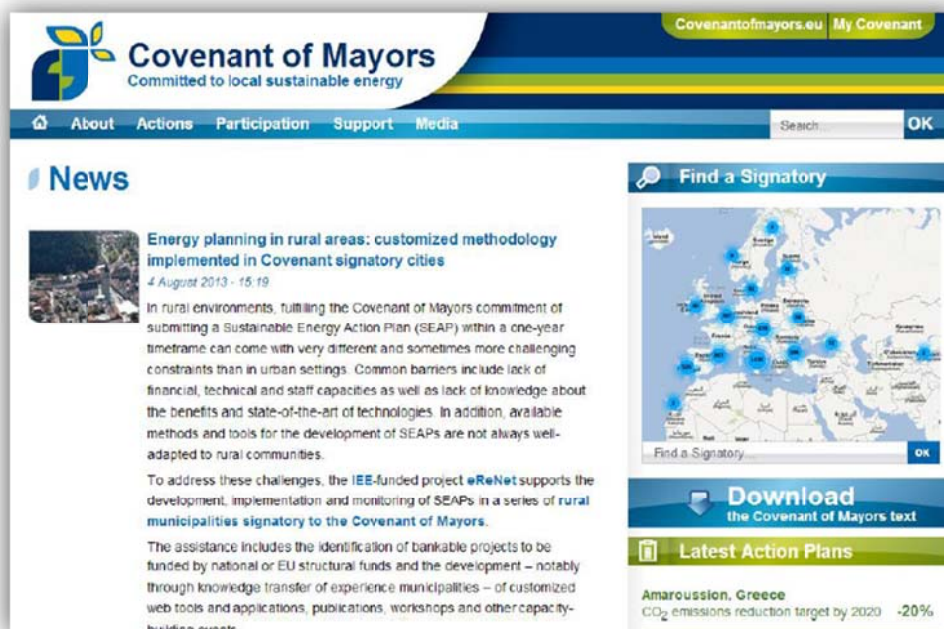 Covenantofmayors.eu My Covenant
Covenant of Mayors
Committed to local sustainable energy
About Actions Participation Support Media
Search... OK
News
Find a Signatory
Energy planning in rural areas: customized methodology
implemented in Covenant signatory cities
4 August 2013 - 15:19
In rural environments, fulfilling the Covenant of Mayors commitment of
submitting a Sustainable Energy Action Plan (SEAP) within a one-year
timeframe can come with very different and sometimes more challenging
constraints than in urban settings. Common barriers include lack of
financial, technical and staff capacities as well as lack of knowledge about
the benefits and state-of-the-art of technologies. In addition, available
methods and tools for the development of SEAPs are not always well-
adapted to rural communities.
To address these challenges, the IEE-funded project eReNet supports the
development, implementation and monitoring of SEAPs in a series of rural
municipalities signatory to the Covenant of Mayors.
The assistance includes the identification of bankable projects to be
funded by national or EU structural funds and the development – notably
through knowledge transfer of experience municipalities – of customized
web tools and applications, publications, workshops and other capacity-
building events
Find a Signatory... OK
Download
the Covenant of Mayors text
Latest Action Plans
Amaroussion, Greece
CO2 emissions reduction target by 2020 -20%